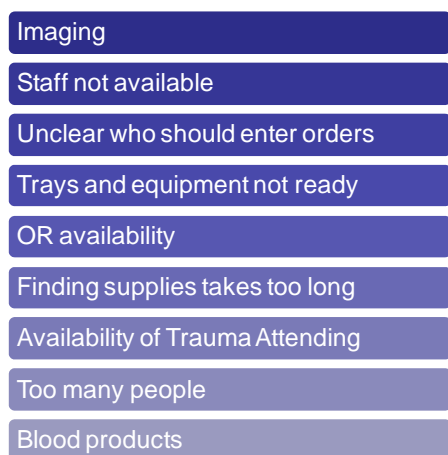 Imaging
Staff not available
Unclear who should enter orders
Trays and equipment not ready
OR availability
Finding supplies takes too long
Availability of Trauma Attending
Too many people
Blood products